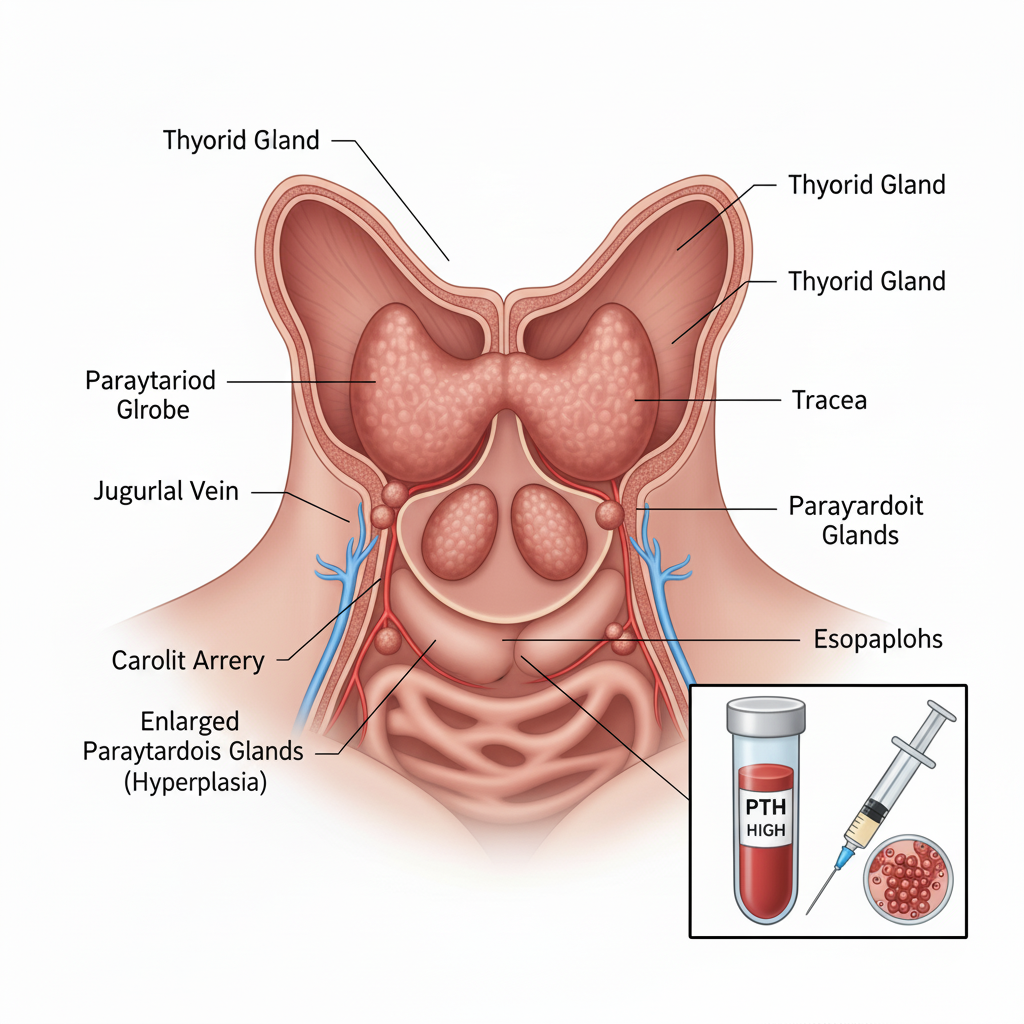 Thyorid Gland
Thyorid Gland
Thyorid Gland
Paraytariod
Glrobe
Tracea
Jugurlal Vein
Parayardoit
Glands
Esopaplohs
Carolit Arrery
Enlarged
Paraytardois Glands
(Hyperplasia)
PTH
HIGH